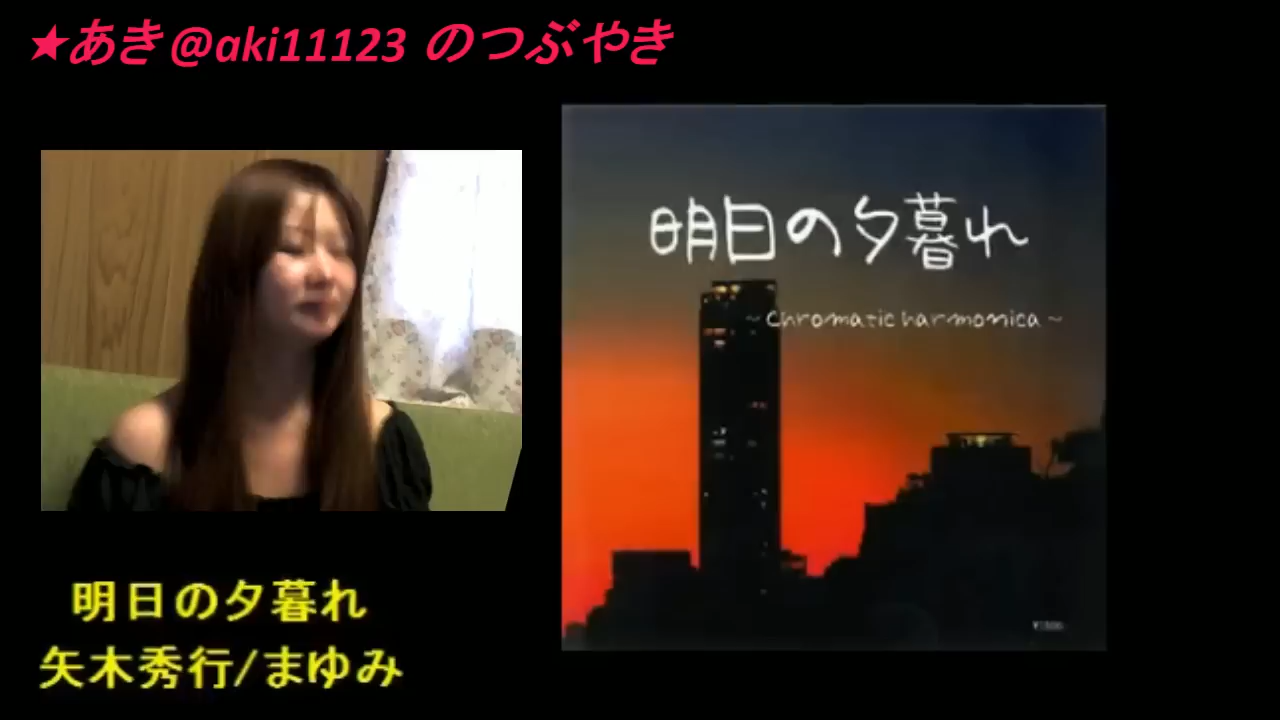 ★あき@aki11123 のつぶやき
明日の夕暮れ
~ Chromatic harmonica ~
明日の夕暮れ
矢木秀行/まゆみ